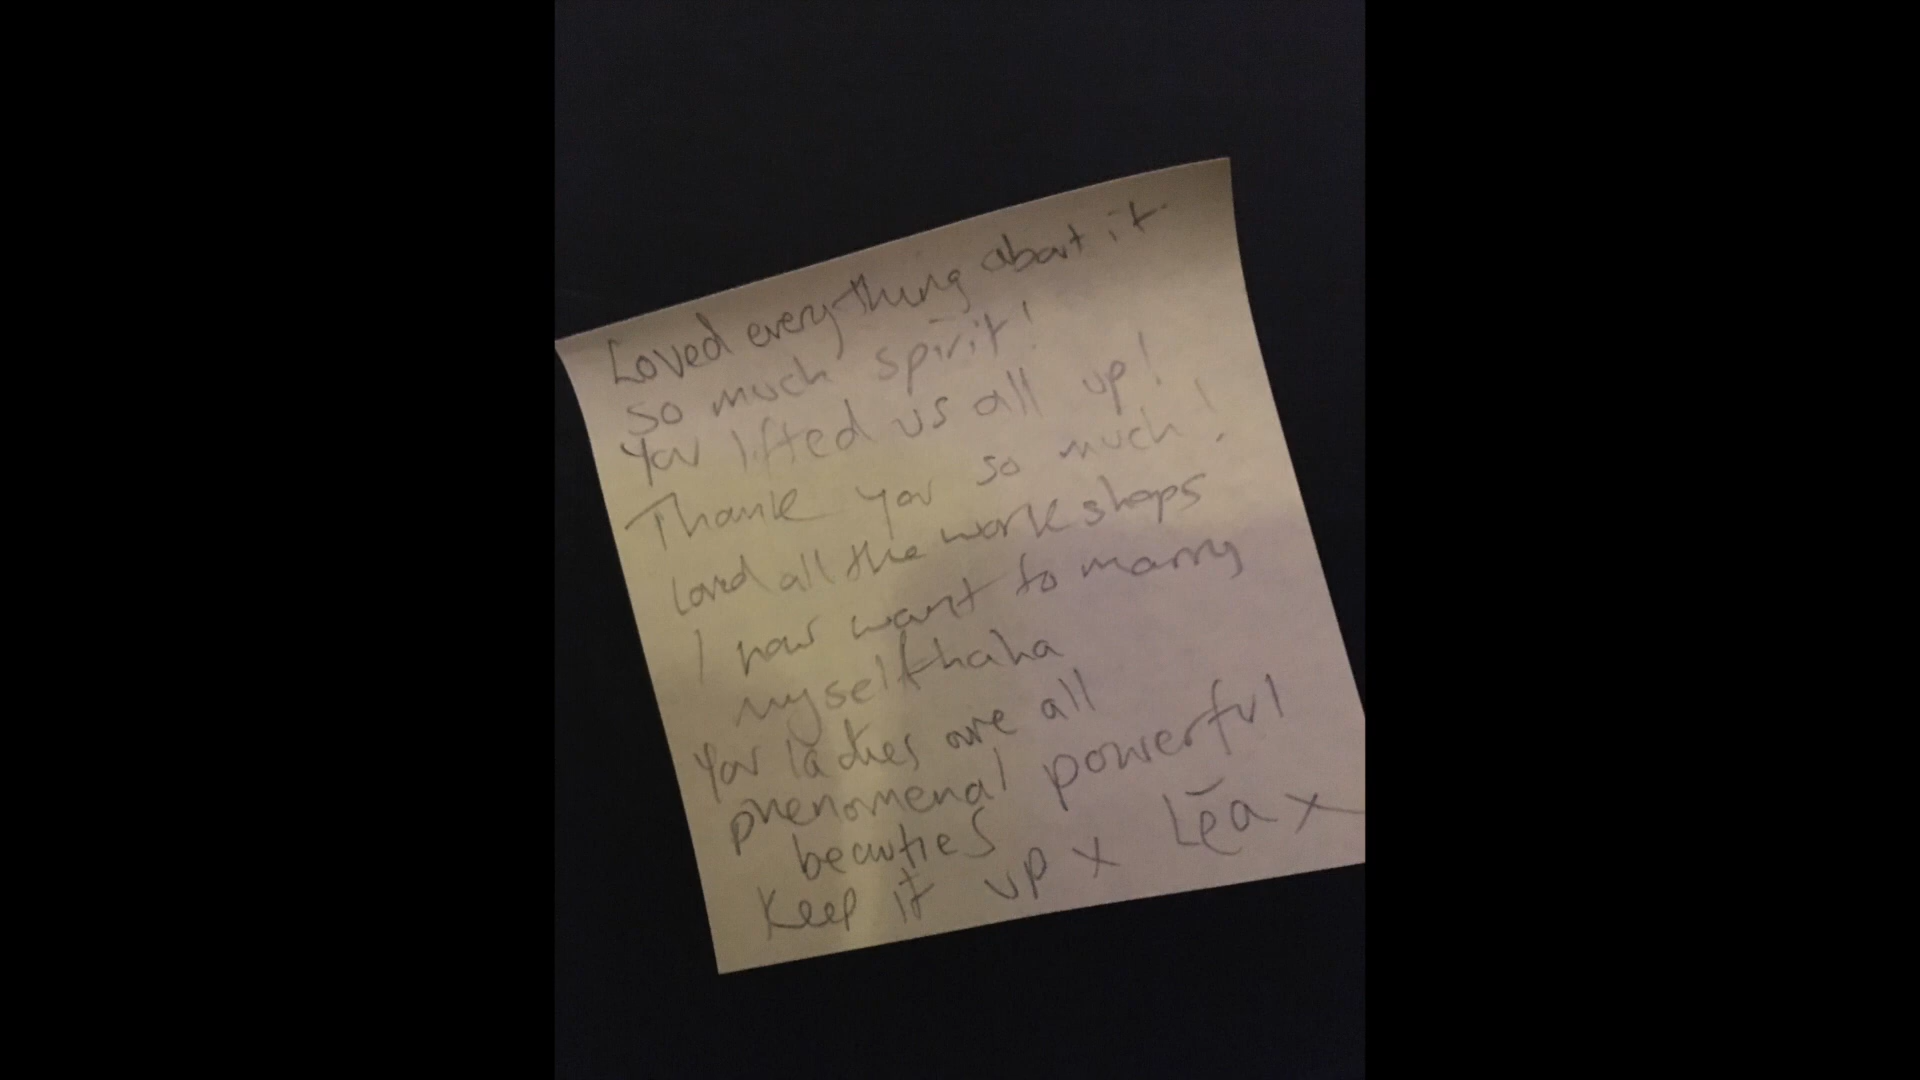 Loved everything about it
so much spirit!
You lifted us all up!
Thank you so much!
Loved all the workshops
I now want to marry
myself haha
You ladies are all
phenomenal powerful
beauties
Keep it up x Lēa x